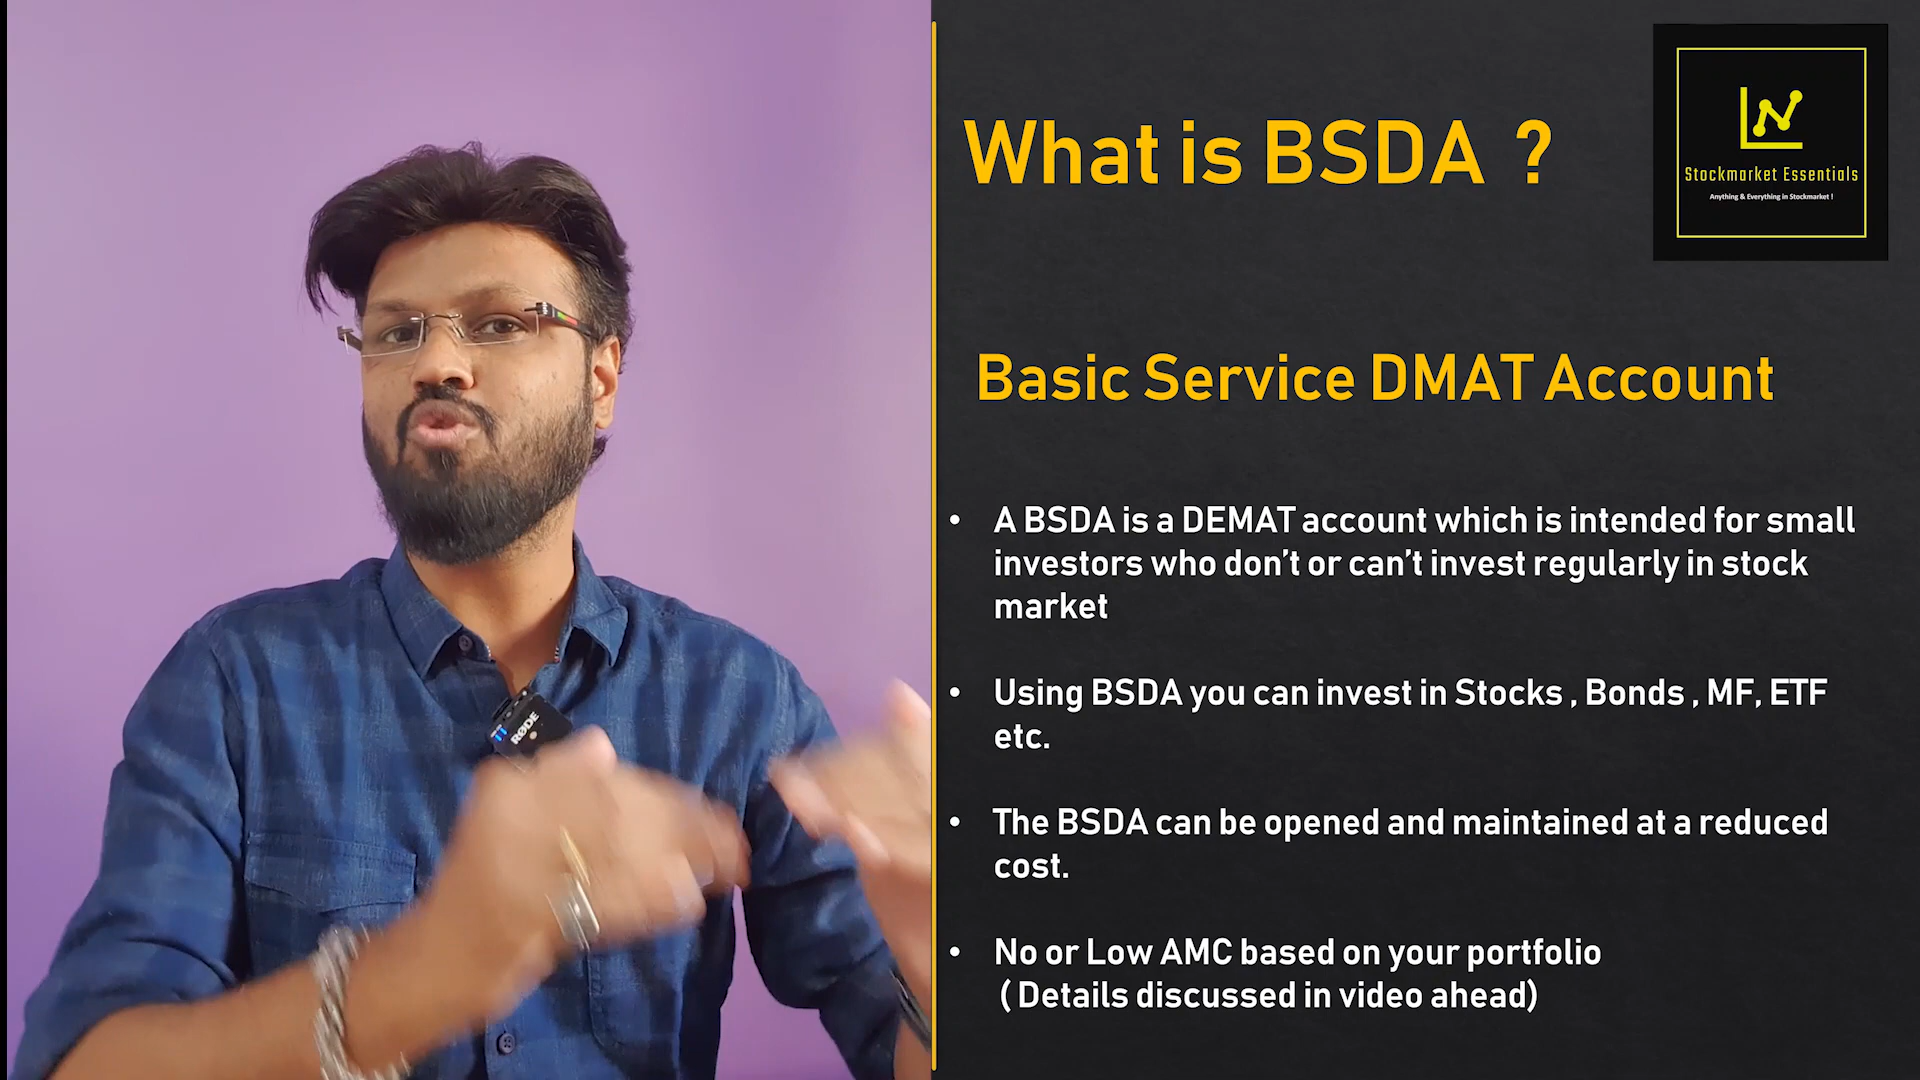 What is BSDA ?
Stockmarket Essentials
Anything & Everything in Stockmarket !
Basic Service DMAT Account
• A BSDA is a DEMAT account which is intended for small
investors who don't or can't invest regularly in stock
market
• Using BSDA you can invest in Stocks , Bonds , MF, ETF
etc.
• The BSDA can be opened and maintained at a reduced
cost.
• No or Low AMC based on your portfolio
( Details discussed in video ahead)
RØDE